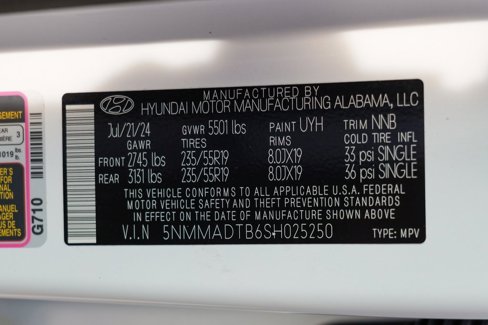 MANUFACTURED BY
HYUNDAI MOTOR MANUFACTURING ALABAMA, LLC
Jul/21/24 GVWR 5501 lbs PAINT UYH TRIM NNB
GAWR TIRES RIMS COLD TIRE INFL
FRONT 2745 lbs 235/55R19 8.0JX19 33 psi SINGLE
REAR 3131 lbs 235/55R19 8.0JX19 36 psi SINGLE
THIS VEHICLE CONFORMS TO ALL APPLICABLE U.S.A. FEDERAL
MOTOR VEHICLE SAFETY AND THEFT PREVENTION STANDARDS
IN EFFECT ON THE DATE OF MANUFACTURE SHOWN ABOVE.
V.I.N 5NMMADTB6SH025250 TYPE: MPV
G710
3